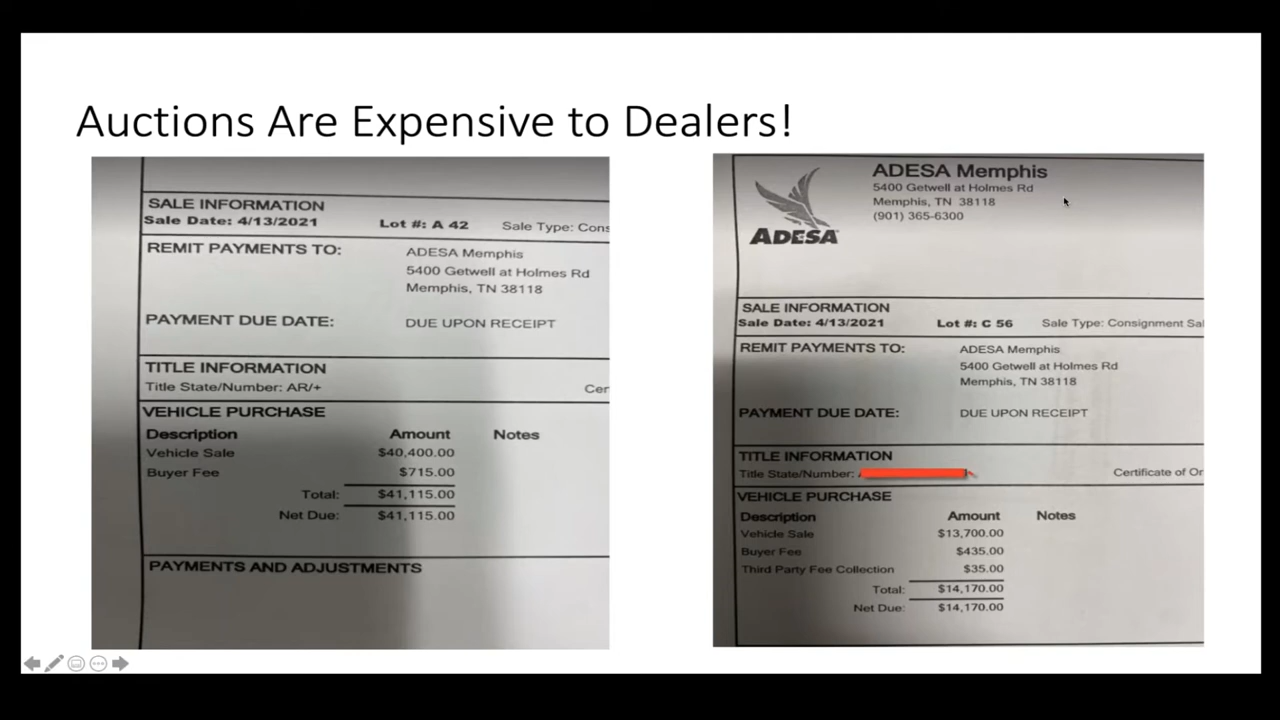 Auctions Are Expensive to Dealers!
SALE INFORMATION
Sale Date: 4/13/2021 Lot #: A 42 Sale Type: Cons
REMIT PAYMENTS TO: ADESA Memphis
5400 Getwell at Holmes Rd
Memphis, TN 38118
PAYMENT DUE DATE: DUE UPON RECEIPT
TITLE INFORMATION
Title State/Number: AR/+ Cer
VEHICLE PURCHASE
Description Amount Notes
Vehicle Sale $40,400.00
Buyer Fee $715.00
Total: $41,115.00
Net Due: $41,115.00
PAYMENTS AND ADJUSTMENTS
ADESA
ADESA Memphis
5400 Getwell at Holmes Rd
Memphis, TN 38118
(901) 365-6300
SALE INFORMATION
Sale Date: 4/13/2021 Lot #: C 56 Sale Type: Consignment Sal
REMIT PAYMENTS TO: ADESA Memphis
5400 Getwell at Holmes Rd
Memphis, TN 38118
PAYMENT DUE DATE: DUE UPON RECEIPT
TITLE INFORMATION
Title State/Number: Certificate of Or
VEHICLE PURCHASE
Description Amount Notes
Vehicle Sale $13,700.00
Buyer Fee $435.00
Third Party Fee Collection $35.00
Total: $14,170.00
Net Due: $14,170.00